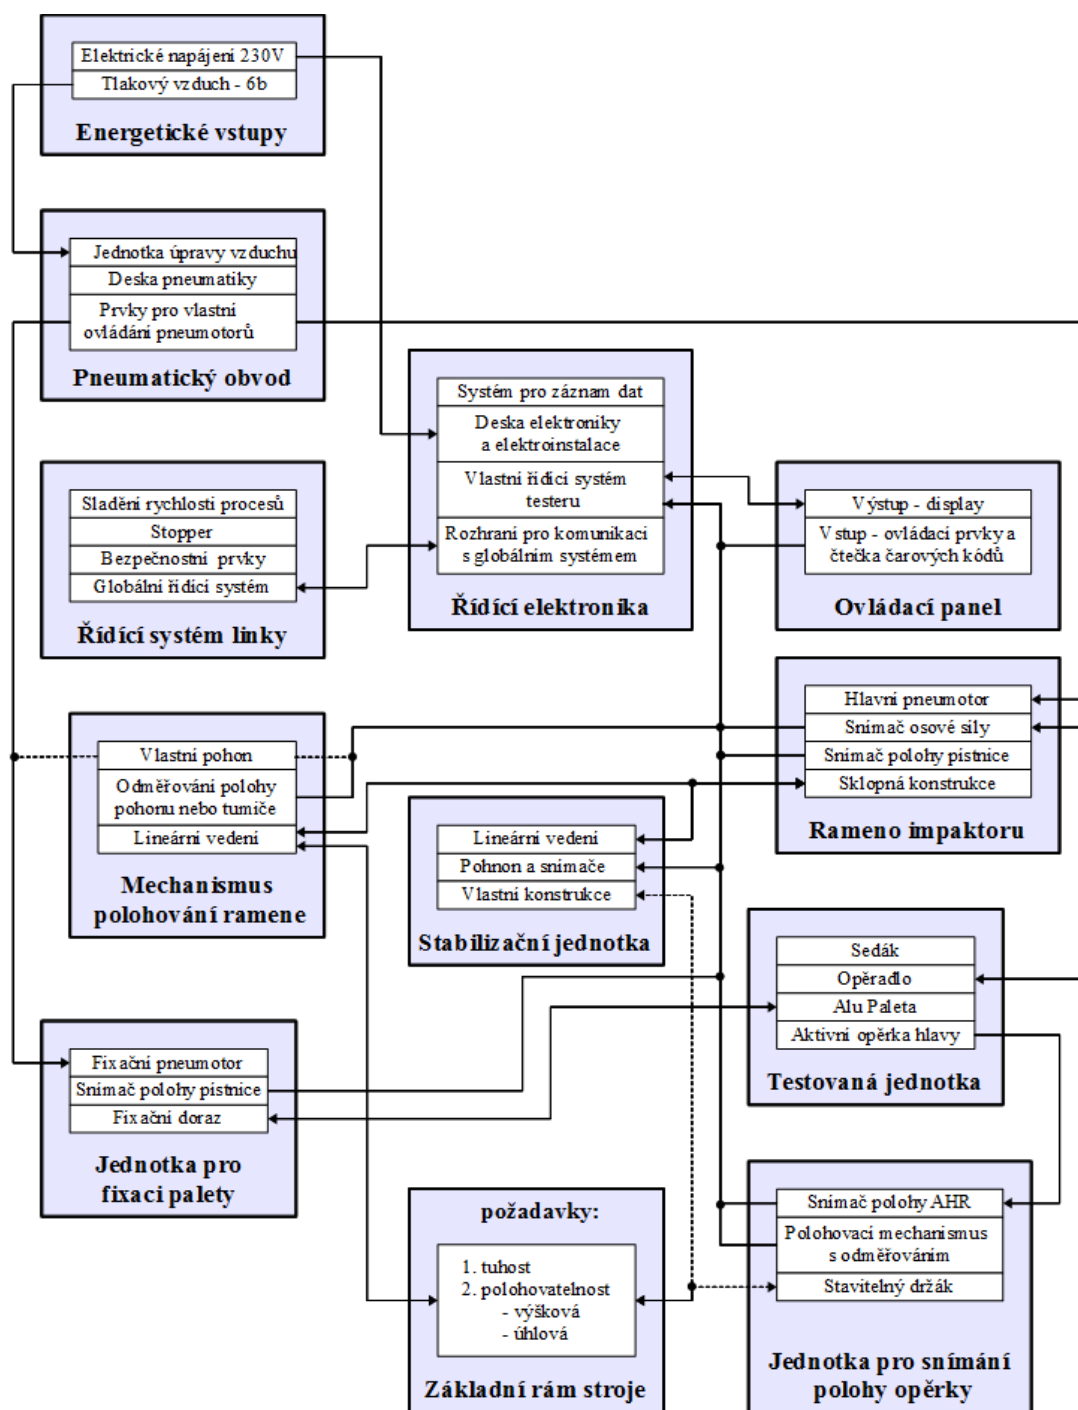 Elektrické napájení 230V
Tlakový vzduch - 6b
Energetické vstupy
Jednotka úpravy vzduchu
Deska pneumatiky
Prvky pro vlastní
ovládání pneumotorů
Pneumatický obvod
Systém pro záznam dat
Deska elektroniky
a elektroinstalace
Vlastní řídící systém
testeru
Rozhraní pro komunikaci
s globálním systémem
Řídící elektronika
Sladění rychlosti procesů
Stopper
Bezpečnostní prvky
Globální řídící systém
Řídící systém linky
Výstup - display
Vstup - ovládací prvky a
čtečka čarových kódů
Ovládací panel
Hlavní pneumotor
Snímač osové síly
Snímač polohy pístnice
Sklopná konstrukce
Rameno impaktoru
Vlastní pohon
Odměřování polohy
pohonu nebo tlumiče
Lineární vedení
Mechanismus
polohování ramene
Lineární vedení
Pohnon a snímače
Vlastní konstrukce
Stabilizační jednotka
Sedák
Opěradlo
Alu Paleta
Aktivní opěrka hlavy
Testovaná jednotka
Fixační pneumotor
Snímač polohy pístnice
Fixační doraz
Jednotka pro
fixaci palety
požadavky:
1. tuhost
2. polohovatelnost
- výšková
- úhlová
Základní rám stroje
Snímač polohy AHR
Polohovací mechanismus
s odměřováním
Stavitelný držák
Jednotka pro snímání
polohy opěrky